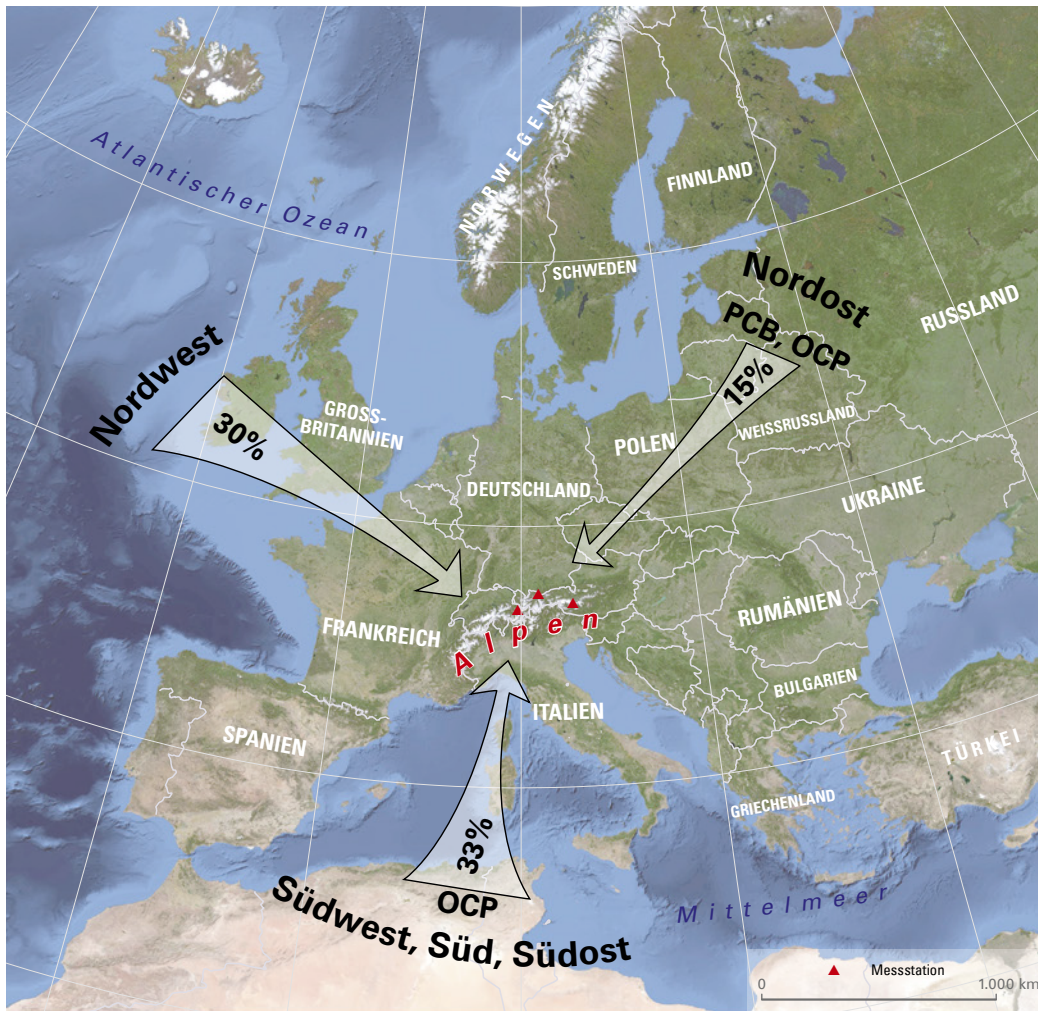 Atlantischer Ozean
NORWEGEN
FINNLAND
SCHWEDEN
RUSSLAND
Nordost
PCB, OCP
15%
Nordwest
30%
GROSS-
BRITANNIEN
POLEN
WEISSRUSSLAND
DEUTSCHLAND
UKRAINE
FRANKREICH
Alpen
RUMÄNIEN
BULGARIEN
ITALIEN
SPANIEN
TÜRKEI
GRIECHENLAND
33%
OCP
Südwest, Süd, Südost
Mittelmeer
Messstation
0 1.000 km